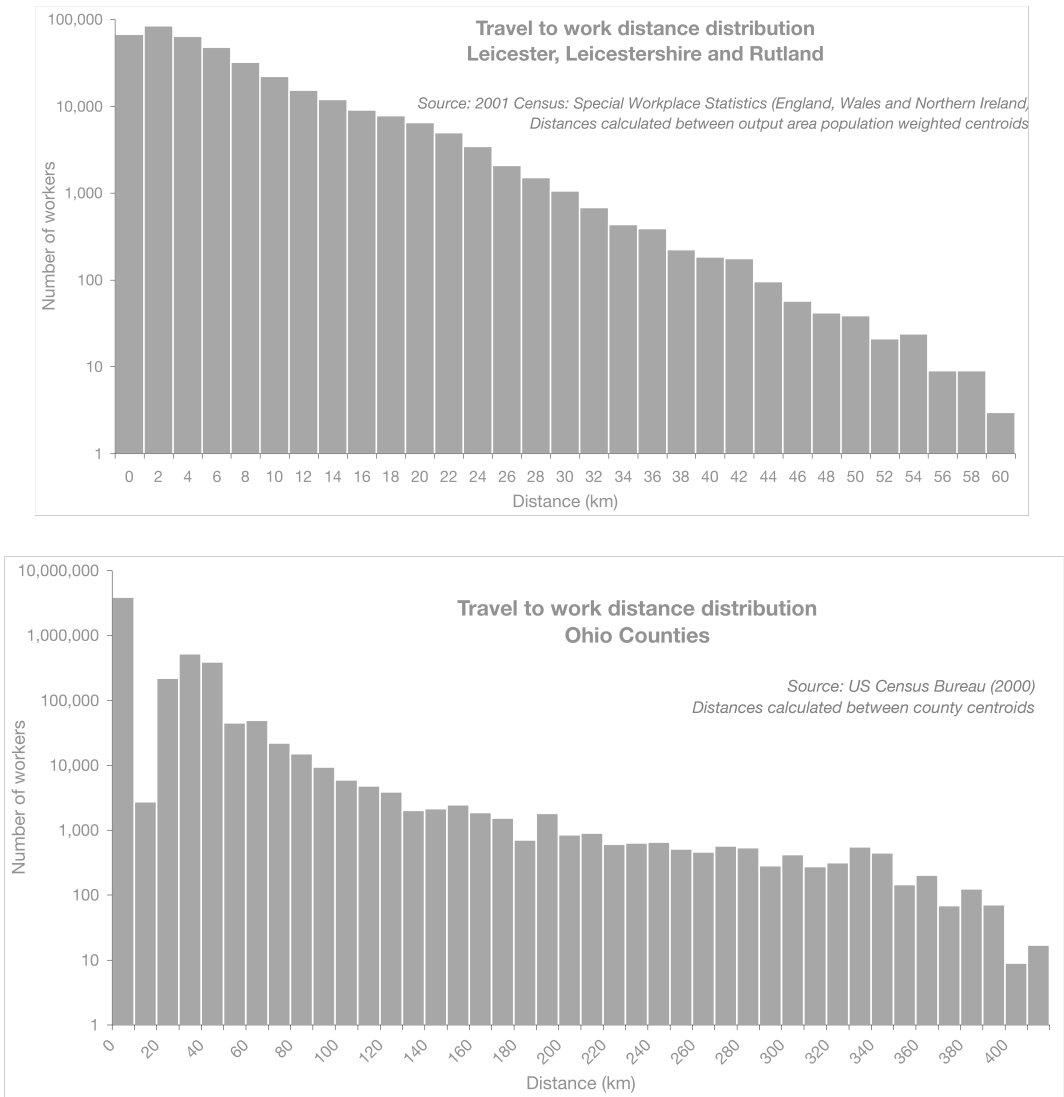 Travel to work distance distribution
Leicester, Leicestershire and Rutland
Source: 2001 Census: Special Workplace Statistics (England, Wales and Northern Ireland)
Distances calculated between output area population weighted centroids
Number of workers
100,000
10,000
1,000
100
10
1
0 2 4 6 8 10 12 14 16 18 20 22 24 26 28 30 32 34 36 38 40 42 44 46 48 50 52 54 56 58 60
Distance (km)
Travel to work distance distribution
Ohio Counties
Source: US Census Bureau (2000)
Distances calculated between county centroids
Number of workers
10,000,000
1,000,000
100,000
10,000
1,000
100
10
1
0 20 40 60 80 100 120 140 160 180 200 220 240 260 280 300 320 340 360 380 400
Distance (km)